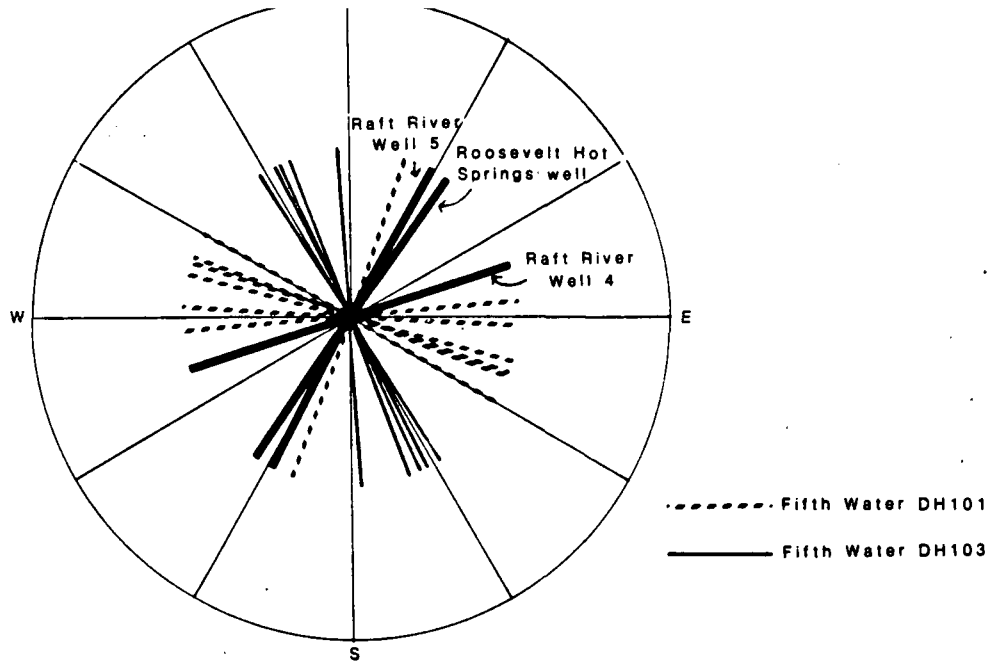 Raft River
Well 5
Roosevelt Hot
Springs well
Raft River
Well 4
W
E
Fifth Water DH101
Fifth Water DH103
S